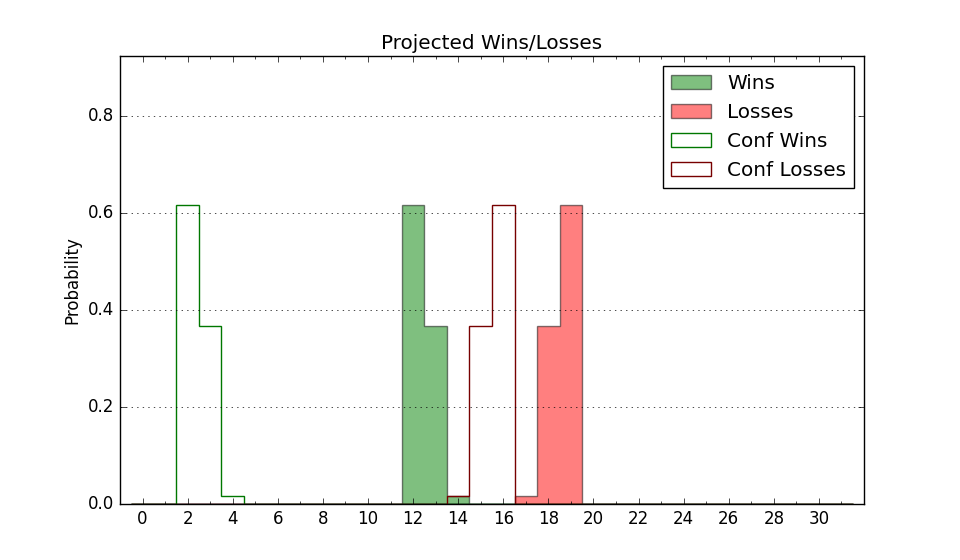 Projected Wins/Losses
Wins
Losses
Conf Wins
Conf Losses
Probability
0.8
0.6
0.4
0.2
0.0
0 2 4 6 8 10 12 14 16 18 20 22 24 26 28 30